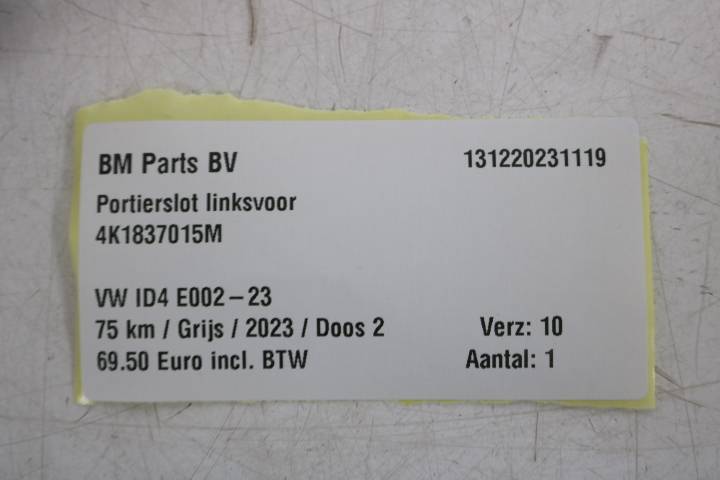 BM Parts BV 131220231119
Portierslot linksvoor
4K1837015M
VW ID4 E002-23
75 km / Grijs / 2023 / Doos 2 Verz: 10
69.50 Euro incl. BTW Aantal: 1